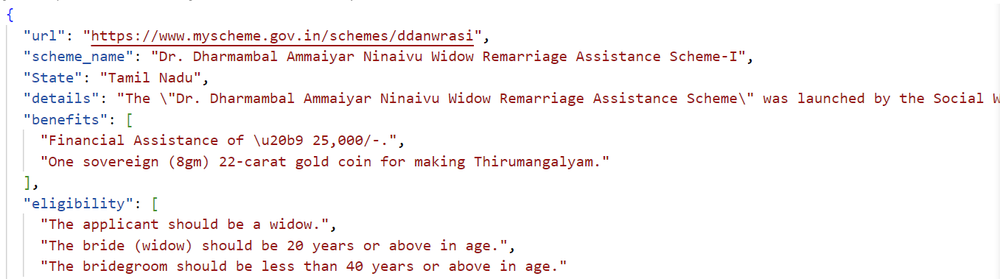 {
"url": "https://www.myscheme.gov.in/schemes/ddanwrasi",
"scheme_name": "Dr. Dharmambal Ammaiyar Ninaivu Widow Remarriage Assistance Scheme-I",
"State": "Tamil Nadu",
"details": "The \"Dr. Dharmambal Ammaiyar Ninaivu Widow Remarriage Assistance Scheme\" was launched by the Social
"benefits": [
"Financial Assistance of \u20b9 25,000/-.",
"One sovereign (8gm) 22-carat gold coin for making Thirumangalyam."
],
"eligibility": [
"The applicant should be a widow.",
"The bride (widow) should be 20 years or above in age.",
"The bridegroom should be less than 40 years or above in age."